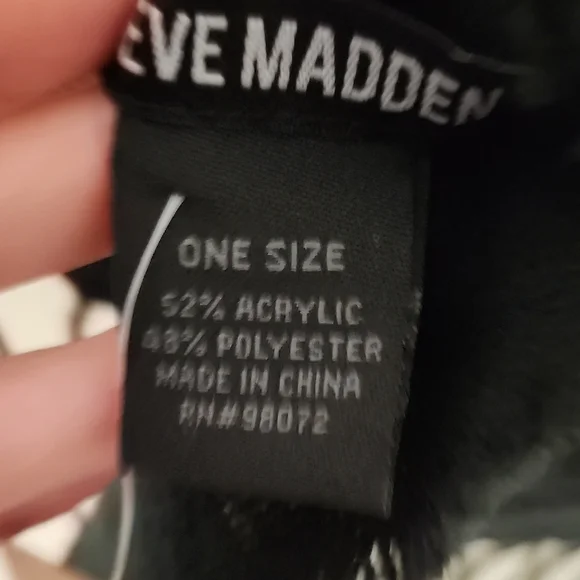 EVE MADDEN
ONE SIZE
52% ACRYLIC
48% POLYESTER
MADE IN CHINA
RN#98072